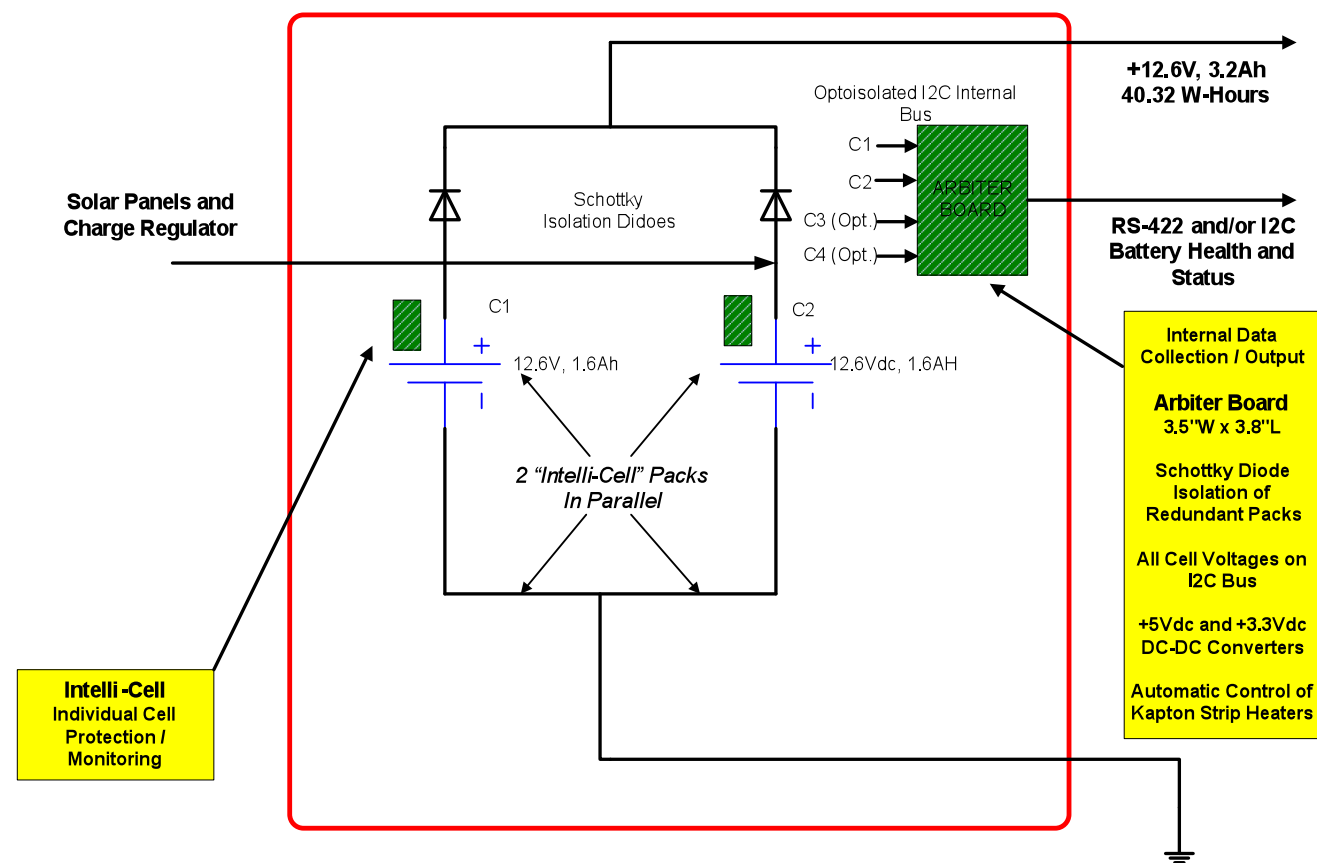 +12.6V, 3.2Ah
40.32 W-Hours
Optoisolated I2C Internal
Bus
C1
C2
C3 (Opt.)
C4 (Opt.)
ARBITER
BOARD
Solar Panels and
Charge Regulator
Schottky
Isolation Didoes
RS-422 and/or I2C
Battery Health and
Status
C1
C2
+
+
12.6V, 1.6Ah
12.6Vdc, 1.6AH
2 “Intelli-Cell” Packs
In Parallel
Internal Data
Collection / Output
Arbiter Board
3.5"W x 3.8"L
Schottky Diode
Isolation of
Redundant Packs
All Cell Voltages on
I2C Bus
+5Vdc and +3.3Vdc
DC-DC Converters
Automatic Control of
Kapton Strip Heaters
Intelli-Cell
Individual Cell
Protection /
Monitoring